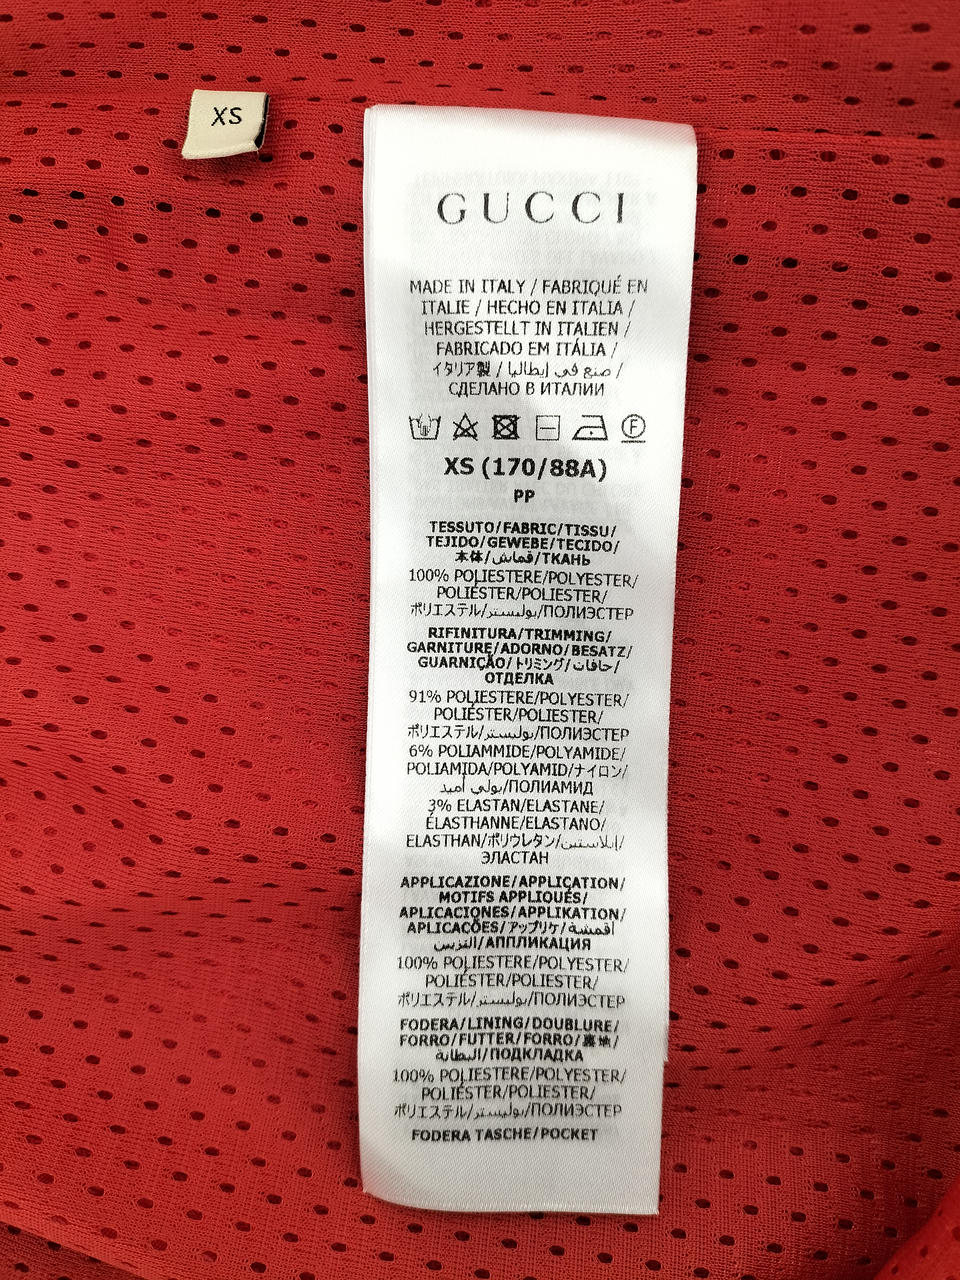 XS
GUCCI
MADE IN ITALY / FABRIQUÉ EN
ITALIE / HECHO EN ITALIA /
HERGESTELLT IN ITALIEN /
FABRICADO EM ITÁLIA /
イタリア製 / صنع في إيطاليا /
СДЕЛАНО В ИТАЛИИ
F
XS (170/88A)
PP
TESSUTO/FABRIC/TISSU/
TEJIDO/GEWEBE/TECIDO/
本体/قماش/ТКАНЬ
100% POLIESTERE/POLYESTER/
POLIÉSTER/POLIESTER/
ポリエステル/بوليستر/ПОЛИЭСТЕР
RIFINITURA/TRIMMING/
GARNITURE/ADORNO/BESATZ/
GUARNIÇÃO/トリミング/حافات/
ОТДЕЛКА
91% POLIESTERE/POLYESTER/
POLIÉSTER/POLIESTER/
ポリエステル/بوليستر/ПОЛИЭСТЕР
6% POLIAMMIDE/POLYAMIDE/
POLIAMIDA/POLYAMID/ナイロン/
بولي أميد/ПОЛИАМИД
3% ELASTAN/ELASTANE/
ÉLASTHANNE/ELASTANO/
ELASTHAN/ポリウレタン/إيلاستين/
ЭЛАСТАН
APPLICAZIONE/APPLICATION/
MOTIFS APPLIQUÉS/
APLICACIONES/APPLIKATION/
APLICAÇÕES/アップリケ/أقمشة
التزيين/АППЛИКАЦИЯ
100% POLIESTERE/POLYESTER/
POLIÉSTER/POLIESTER/
ポリエステル/بوليستر/ПОЛИЭСТЕР
FODERA/LINING/DOUBLURE/
FORRO/FUTTER/FORRO/裏地/
البطانة/ПОДКЛАДКА
100% POLIESTERE/POLYESTER/
POLIÉSTER/POLIESTER/
ポリエステル/بوليستر/ПОЛИЭСТЕР
FODERA TASCHE/POCKET